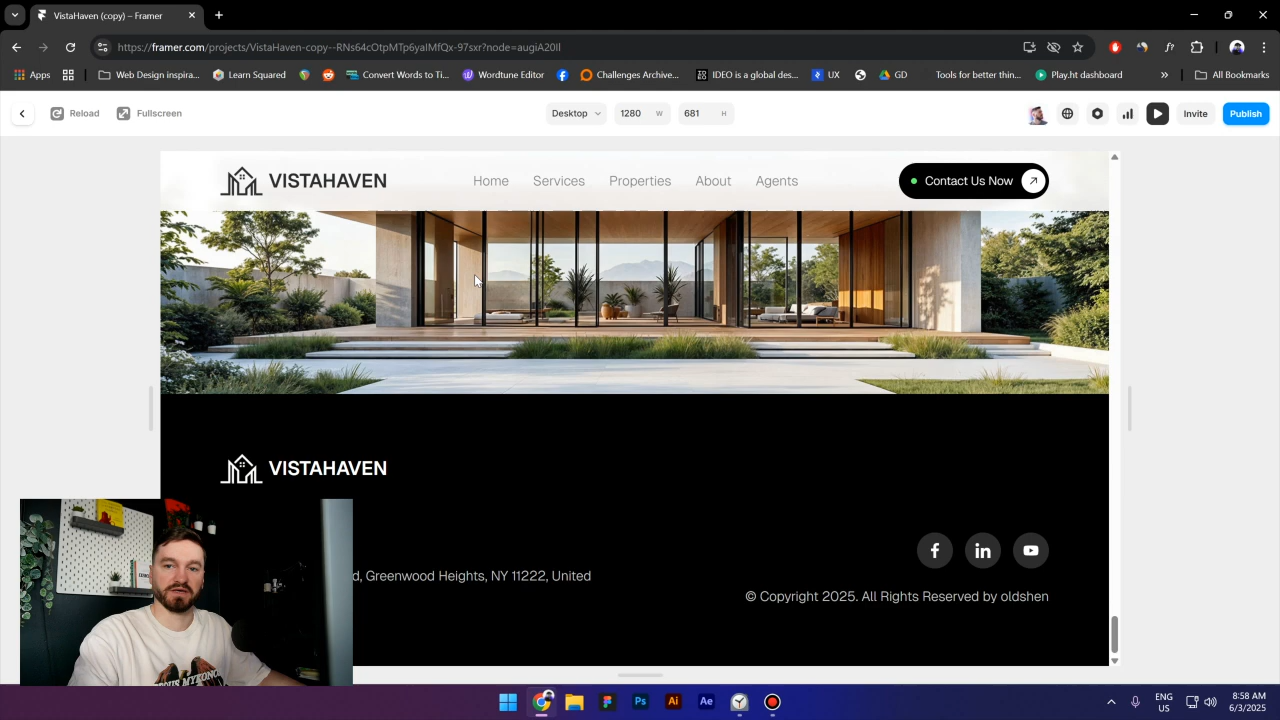 VistaHaven (copy) – Framer
https://framer.com/projects/VistaHaven-copy--RNs64cOtpMTp6yaIMfQx-97sxr?node=augiA20Il
Apps
Web Design inspira...
Learn Squared
Convert Words to Ti...
Wordtune Editor
Challenges Archive...
IDEO is a global des...
UX
GD
Tools for better thin...
Play.ht dashboard
All Bookmarks
Reload
Fullscreen
Desktop
1280 W
681 H
Invite
Publish
VISTAHAVEN
Home
Services
Properties
About
Agents
Contact Us Now
VISTAHAVEN
d, Greenwood Heights, NY 11222, United
© Copyright 2025. All Rights Reserved by oldshen
Ps
Ai
Ae
ENG
US
8:58 AM
6/3/2025